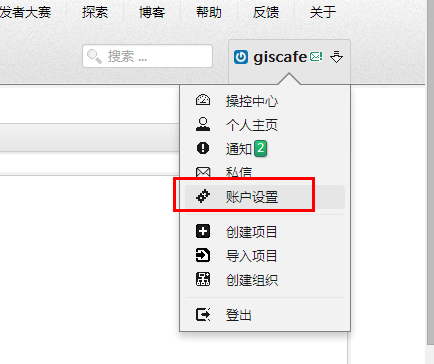 发者大赛 探索 博客 帮助 反馈 关于
搜索 ... giscafe
操控中心
个人主页
通知 2
私信
账户设置
创建项目
导入项目
创建组织
登出